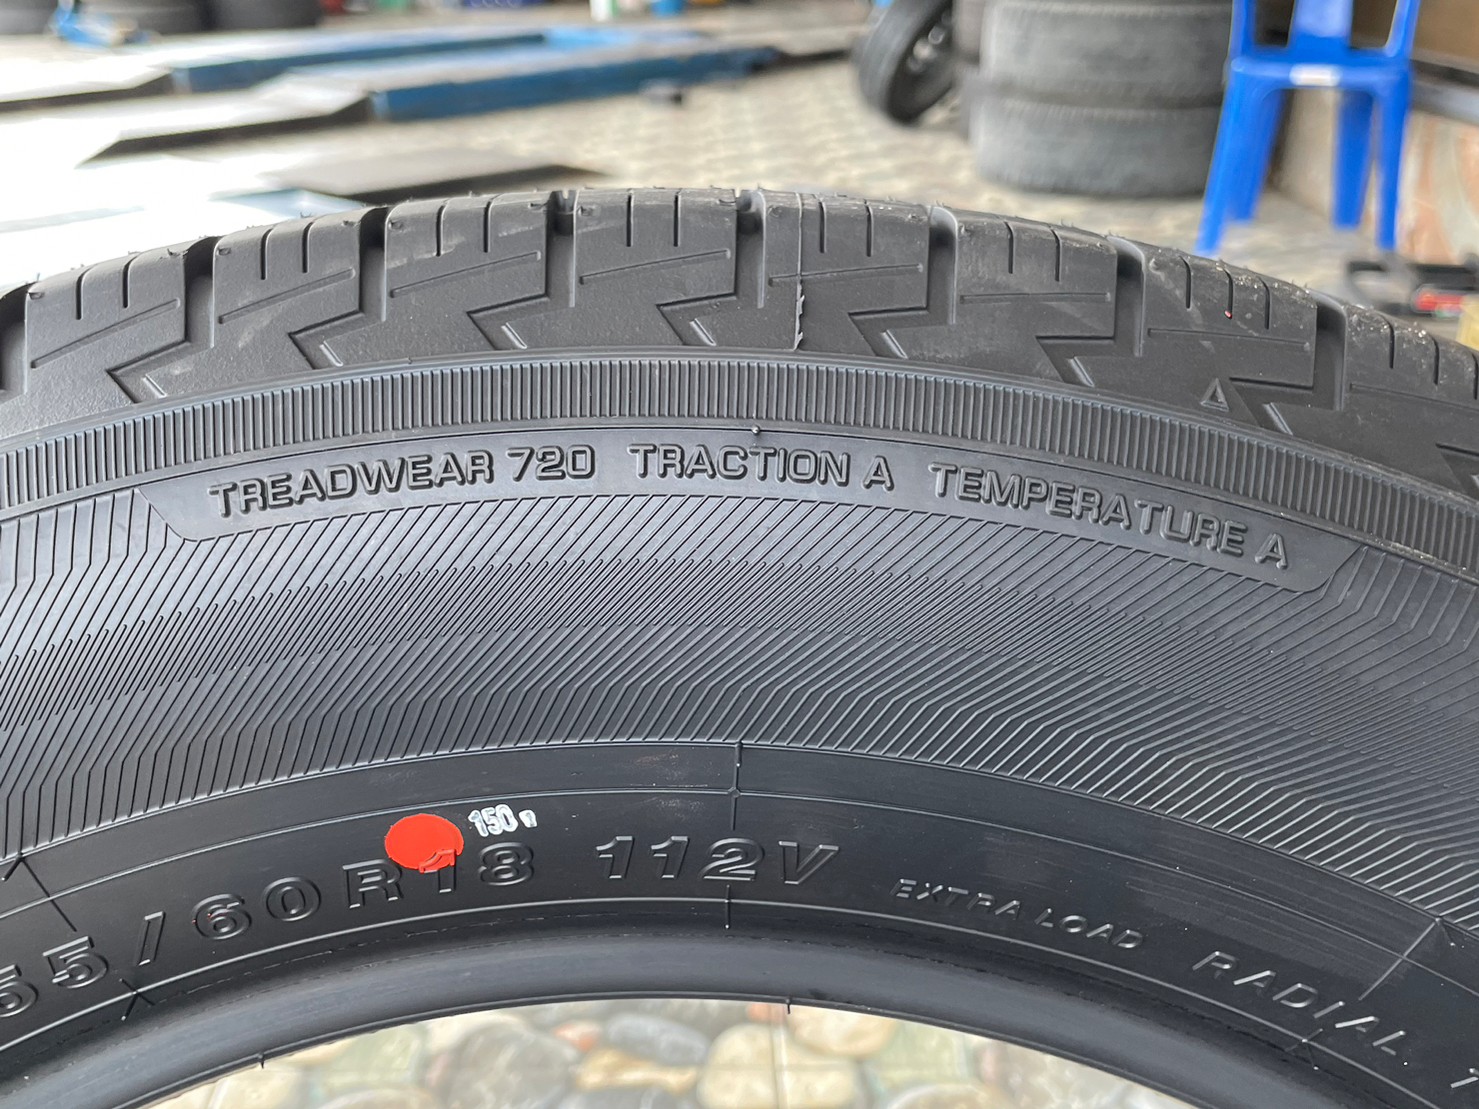 TREADWEAR 720 TRACTION A TEMPERATURE A
150
55/60R18 112V EXTRA LOAD RADIAL